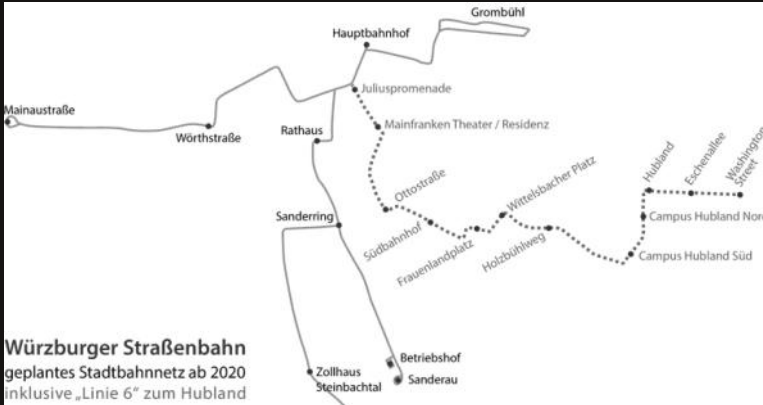 Grombühl
Hauptbahnhof
Juliuspromenade
Mainaustraße
Wörthstraße
Rathaus
Mainfranken Theater / Residenz
Ottostraße
Südbahnhof
Frauenlandplatz
Wittelsbacher Platz
Holzbühlweg
Hubland
Eschenallee
Washington
Street
Campus Hubland Nord
Campus Hubland Süd
Sanderring
Betriebshof
Sanderau
Zollhaus
Steinbachtal
Würzburger Straßenbahn
geplantes Stadtbahnnetz ab 2020
inklusive „Linie 6“ zum Hubland